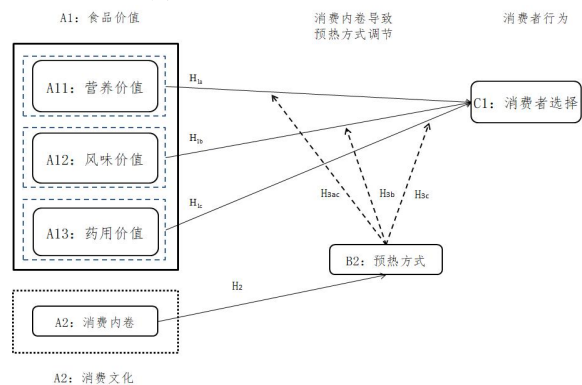 A1: 食品价值
消费内卷导致
预热方式调节
消费者行为
A11: 营养价值
H1a
C1: 消费者选择
A12: 风味价值
H1b
A13: 药用价值
H1c
H3ac
H3b
H3c
B2: 预热方式
H2
A2: 消费内卷
A2: 消费文化